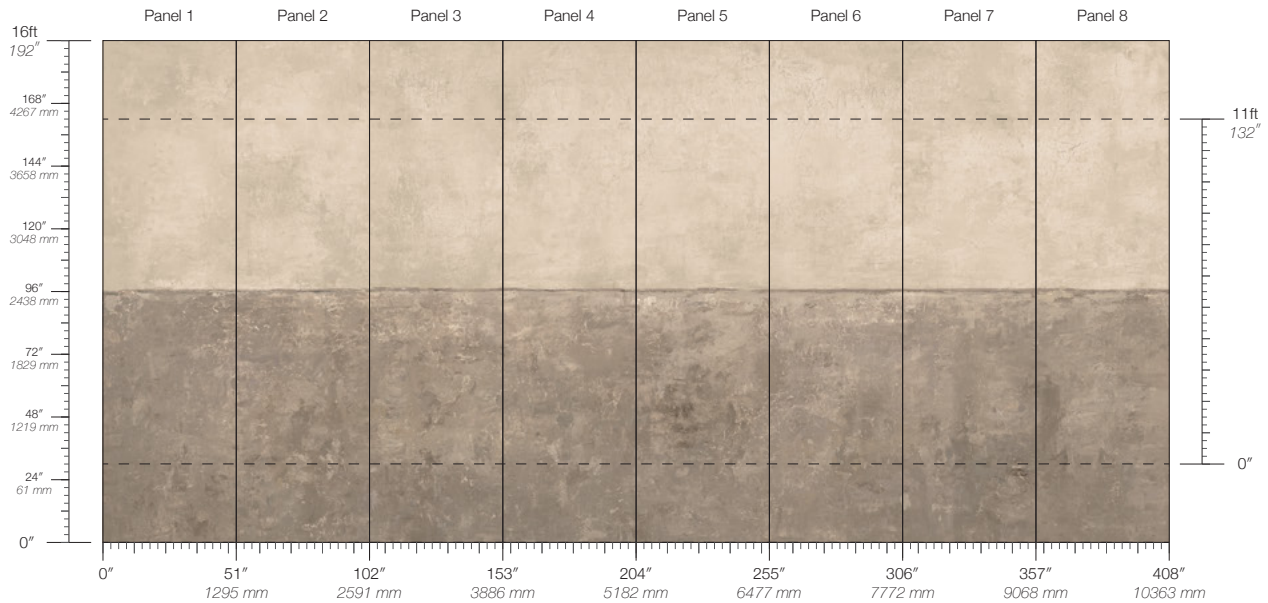 Panel 1 Panel 2 Panel 3 Panel 4 Panel 5 Panel 6 Panel 7 Panel 8
16ft
192″
168″
4267 mm
144″
3658 mm
120″
3048 mm
96″
2438 mm
72″
1829 mm
48″
1219 mm
24″
61 mm
0″
11ft
132″
0″
0″ 51″ 102″ 153″ 204″ 255″ 306″ 357″ 408″
1295 mm 2591 mm 3886 mm 5182 mm 6477 mm 7772 mm 9068 mm 10363 mm